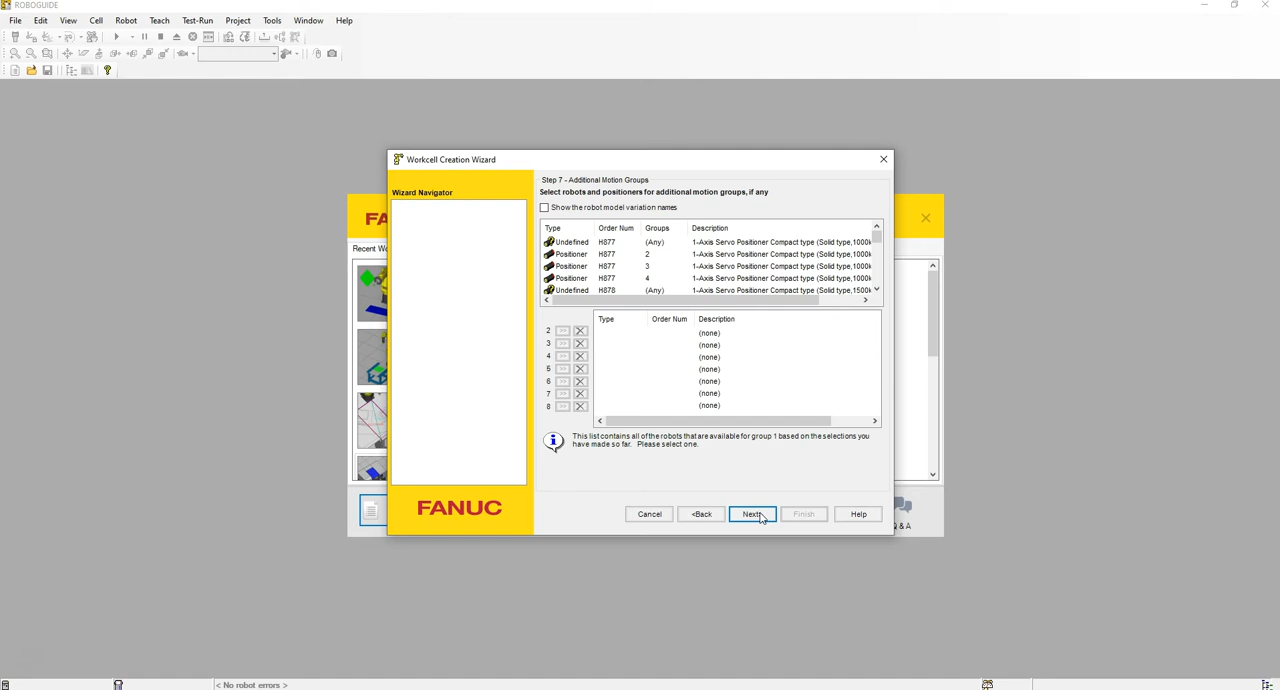 ROBOGUIDE
File Edit View Cell Robot Teach Test-Run Project Tools Window Help
Workcell Creation Wizard
Wizard Navigator
Step 7 - Additional Motion Groups
Select robots and positioners for additional motion groups, if any
Show the robot model variation names
Type Order Num Groups Description
Undefined H877 (Any) 1-Axis Servo Positioner Compact type (Solid type,1000k
Positioner H877 2 1-Axis Servo Positioner Compact type (Solid type,1000k
Positioner H877 3 1-Axis Servo Positioner Compact type (Solid type,1000k
Positioner H877 4 1-Axis Servo Positioner Compact type (Solid type,1000k
Undefined H878 (Any) 1-Axis Servo Positioner Compact type (Solid type,1500k
Type Order Num Description
2 >> (none)
3 >> (none)
4 >> (none)
5 >> (none)
6 >> (none)
7 >> (none)
8 >> (none)
This list contains all of the robots that are available for group 1 based on the selections you
have made so far. Please select one.
FANUC
Cancel <Back Next> Finish Help
FA
Recent Wo
Q & A
< No robot errors >